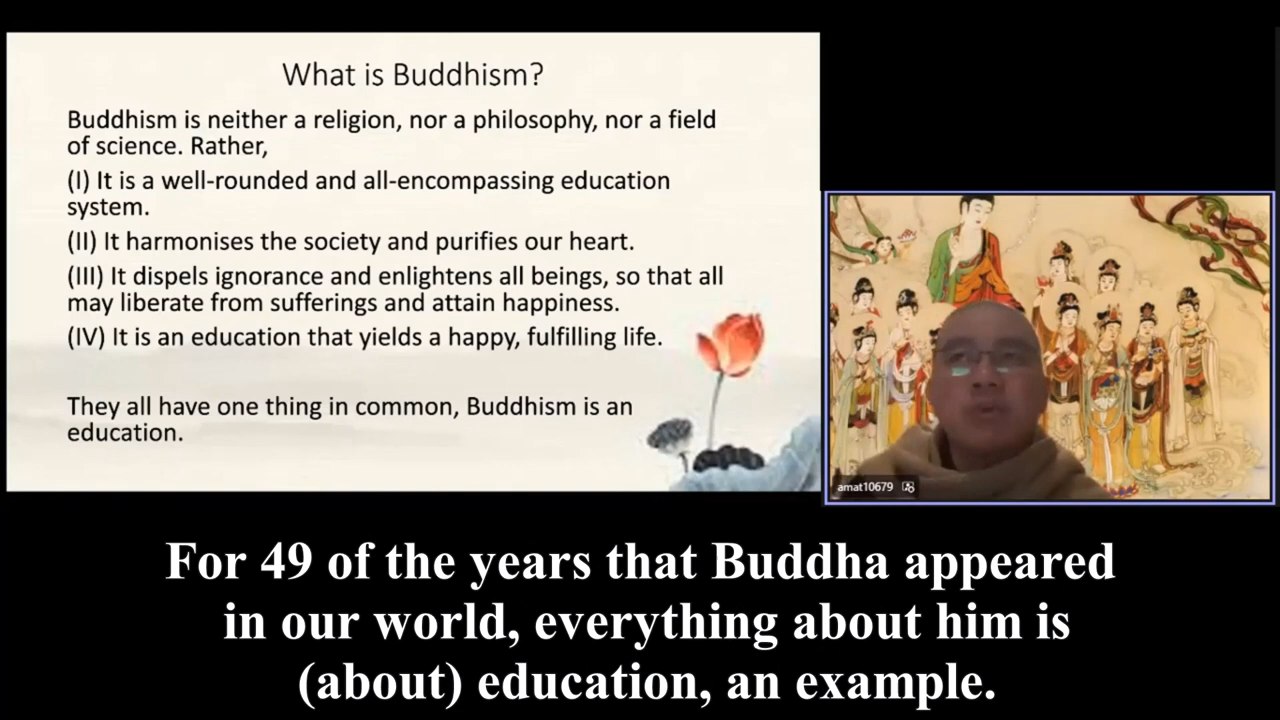 What is Buddhism?
Buddhism is neither a religion, nor a philosophy, nor a field
of science. Rather,
(I) It is a well-rounded and all-encompassing education
system.
(II) It harmonises the society and purifies our heart.
(III) It dispels ignorance and enlightens all beings, so that all
may liberate from sufferings and attain happiness.
(IV) It is an education that yields a happy, fulfilling life.
They all have one thing in common, Buddhism is an
education.
amat10679
For 49 of the years that Buddha appeared
in our world, everything about him is
(about) education, an example.